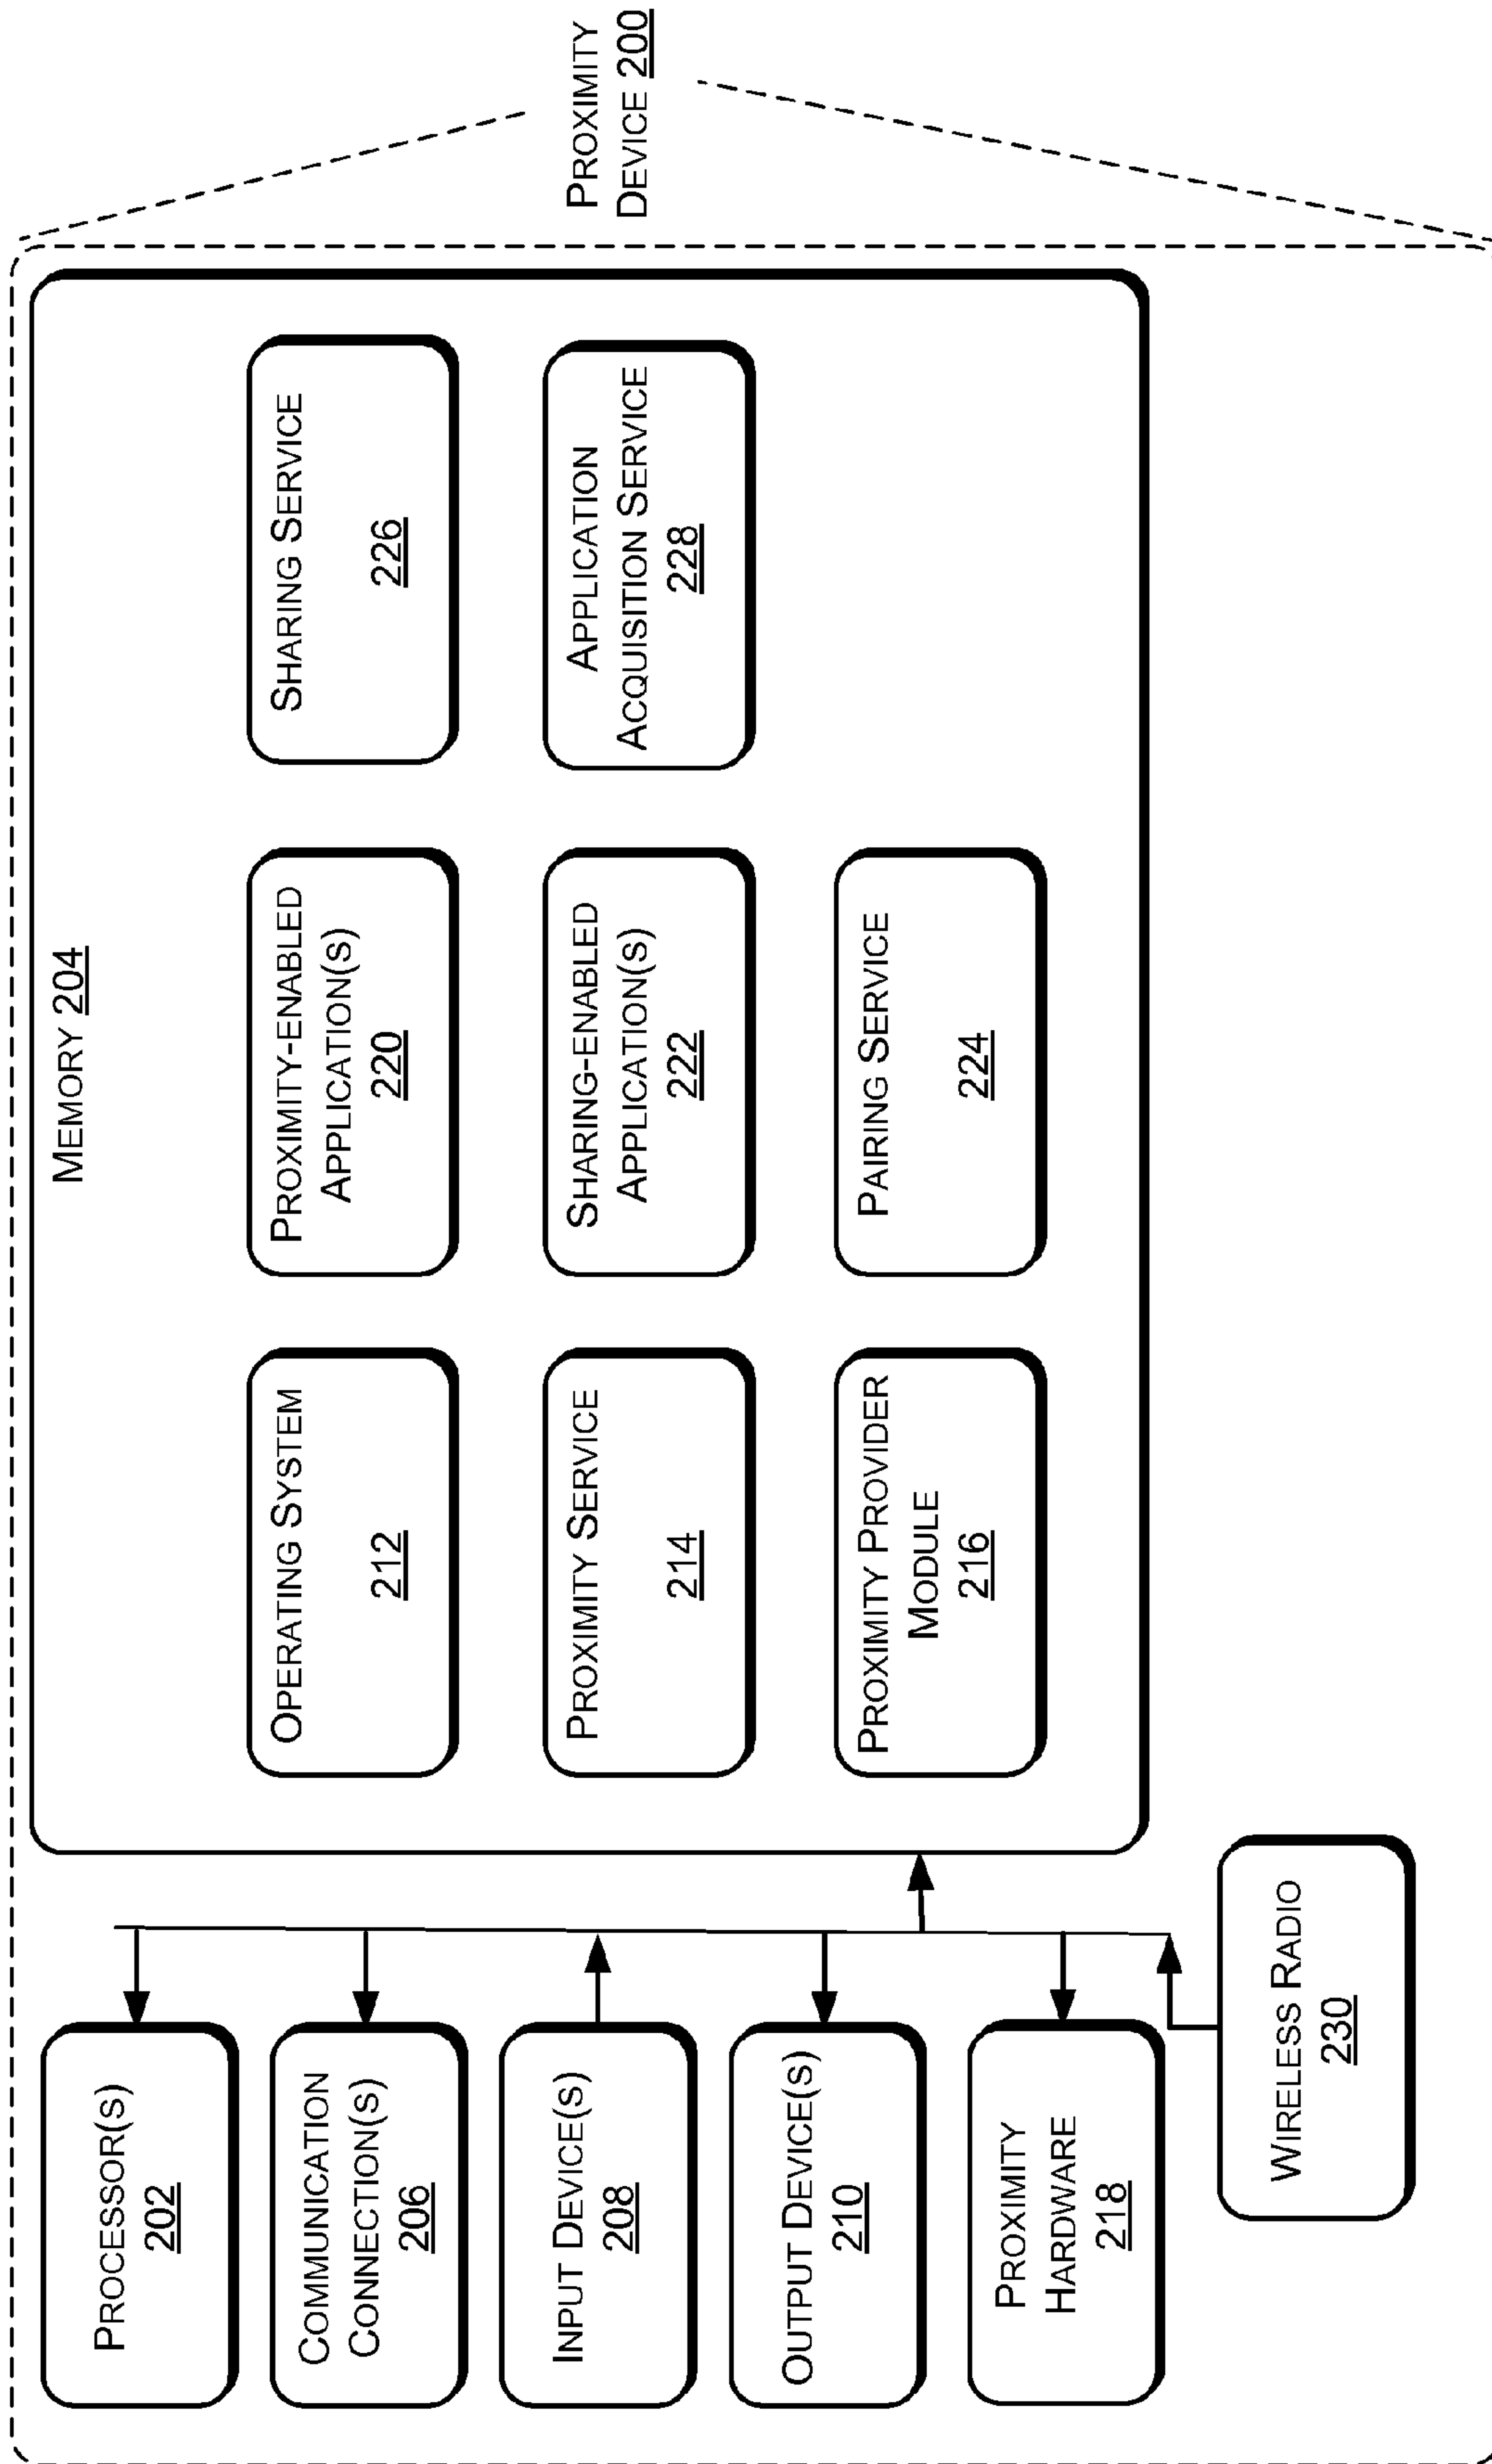 PROXIMITY
DEVICE 200
MEMORY 204
PROCESSOR(S)
202
COMMUNICATION
CONNECTION(S)
206
INPUT DEVICE(S)
208
OUTPUT DEVICE(S)
210
PROXIMITY
HARDWARE
218
WIRELESS RADIO
230
OPERATING SYSTEM
212
PROXIMITY SERVICE
214
PROXIMITY PROVIDER
MODULE
216
PROXIMITY-ENABLED
APPLICATION(S)
220
SHARING-ENABLED
APPLICATION(S)
222
PAIRING SERVICE
224
SHARING SERVICE
226
APPLICATION
ACQUISITION SERVICE
228